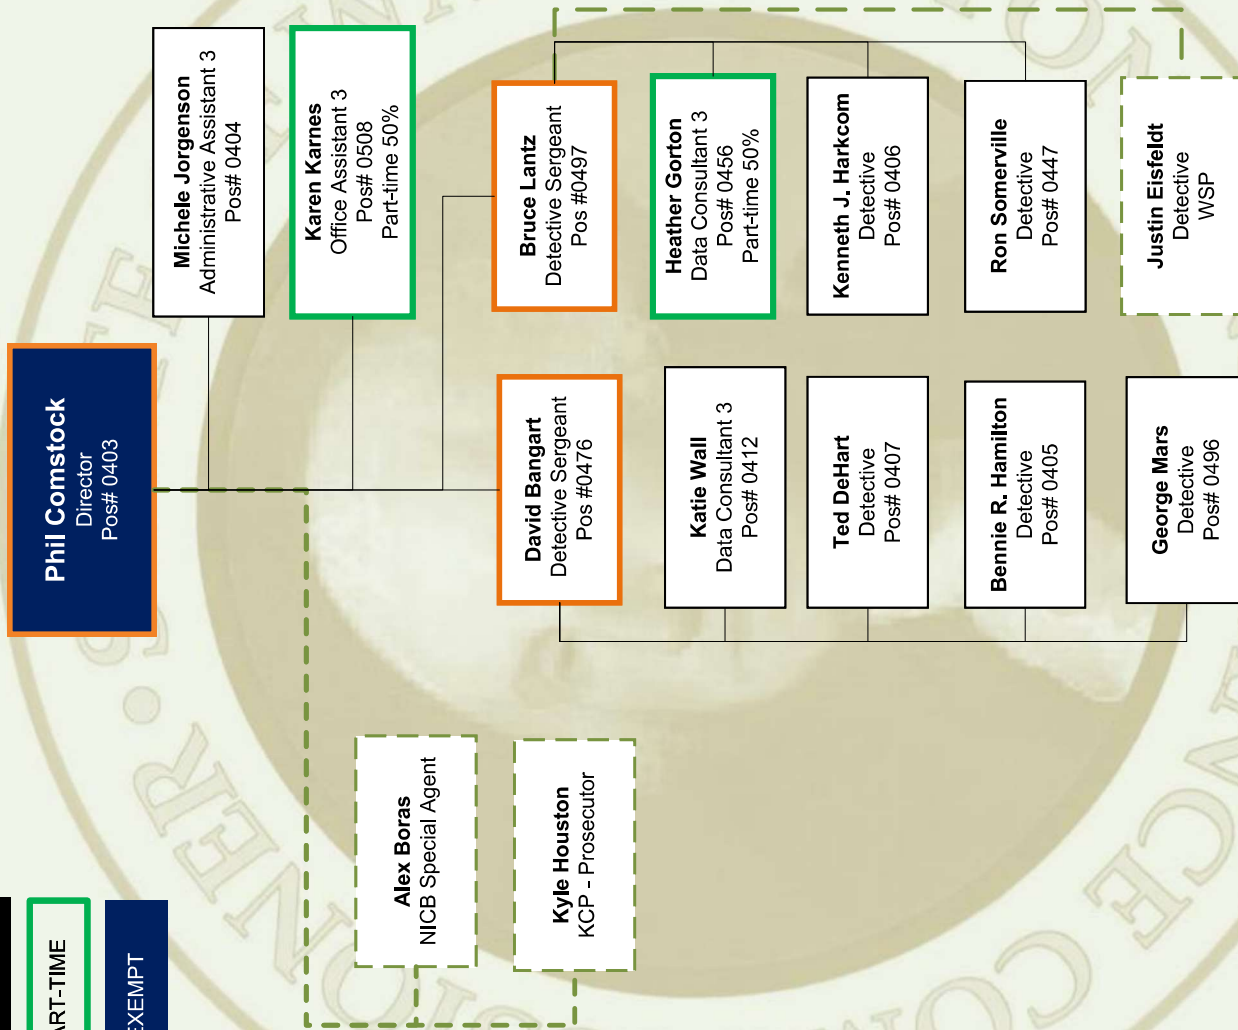 Phil Comstock
Director
Pos# 0403
Michele Jorgenson
Administrative Assistant 3
Pos# 0404
Karen Karnes
Office Assistant 3
Pos# 0508
Part-time 50%
Bruce Lantz
Detective Sergeant
Pos #0497
Heather Gorton
Data Consultant 3
Pos# 0456
Part-time 50%
Kenneth J. Harkcom
Detective
Pos# 0406
Ron Somerville
Detective
Pos# 0447
Justin Eisfeldt
Detective
WSP
David Bangart
Detective Sergeant
Pos #0476
Katie Wall
Data Consultant 3
Pos# 0412
Ted DeHart
Detective
Pos# 0407
Bennie R. Hamilton
Detective
Pos# 0405
George Mars
Detective
Pos# 0496
Alex Boras
NICB Special Agent
Kyle Houston
KCP - Prosecutor
ART-TIME
EXEMPT